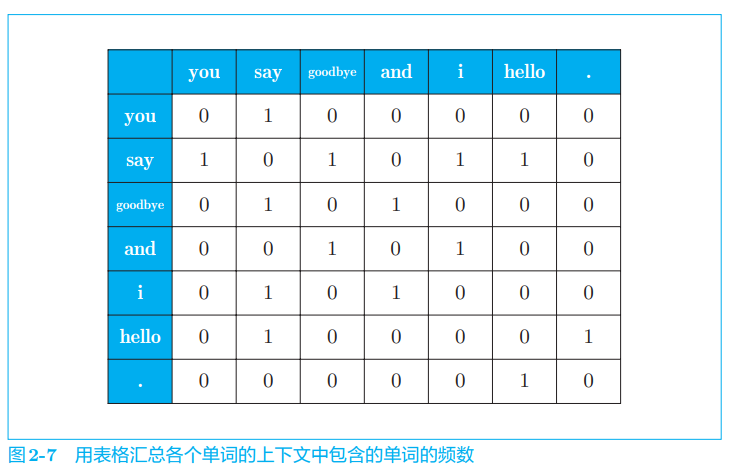 you say goodbye and i hello .
you 0 1 0 0 0 0 0
say 1 0 1 0 1 1 0
goodbye 0 1 0 1 0 0 0
and 0 0 1 0 1 0 0
i 0 1 0 1 0 0 0
hello 0 1 0 0 0 0 1
. 0 0 0 0 0 1 0
图2-7 用表格汇总各个单词的上下文中包含的单词的频数